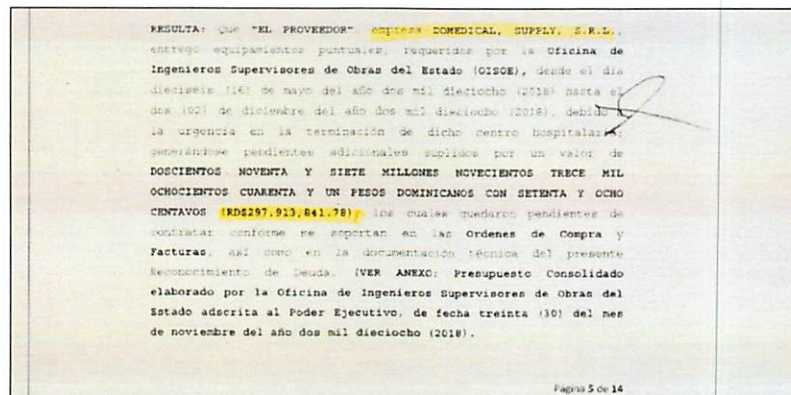 RESULTA: Que "EL PROVEEDOR", empresa DOMEDICAL, SUPPLY, S.R.L.,
entrego equipamientos puntuales, requeridos por la Oficina de
Ingenieros Supervisores de Obras del Estado (OISOE), desde el dia
dieciseis (16) de mayo del año dos mil dieciocho (2018) hasta el
dos (02) de diciembre del año dos mil dieciocho (2018), debido a
la urgencia en la terminación de dicho centro hospitalario;
generándose pendientes adicionales suplidos por un valor de
DOSCIENTOS NOVENTA Y SIETE MILLONES NOVECIENTOS TRECE MIL
OCHOCIENTOS CUARENTA Y UN PESOS DOMINICANOS CON SETENTA Y OCHO
CENTAVOS (RD$297,913,841.78), los cuales quedaron pendientes de
contratar conforme se soportan en las Ordenes de Compra y
Facturas, así como en la documentación técnica del presente
Reconocimiento de Deuda. (VER ANEXO: Presupuesto Consolidado
elaborado por la Oficina de Ingenieros Supervisores de Obras del
Estado adscrita al Poder Ejecutivo, de fecha treinta (30) del mes
de noviembre del año dos mil dieciocho (2018).
Página 5 de 14